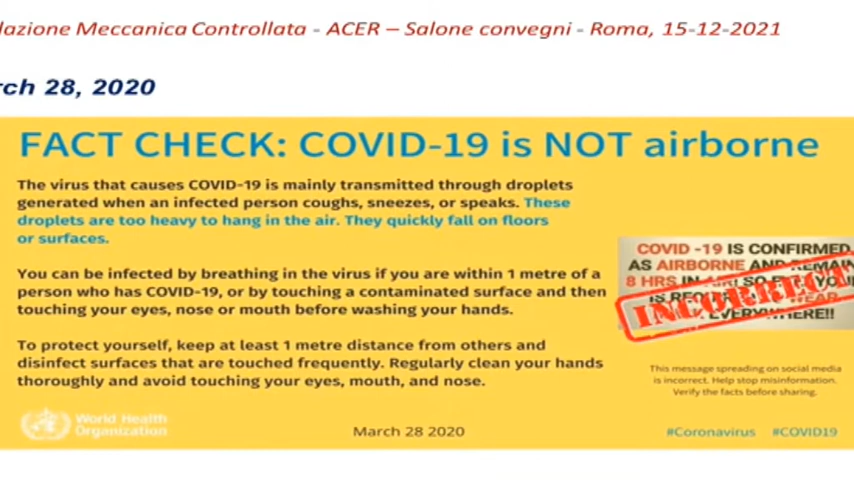 lazione Meccanica Controllata - ACER – Salone convegni - Roma, 15-12-2021
rch 28, 2020
FACT CHECK: COVID-19 is NOT airborne
The virus that causes COVID-19 is mainly transmitted through droplets
generated when an infected person coughs, sneezes, or speaks. These
droplets are too heavy to hang in the air. They quickly fall on floors
or surfaces.
You can be infected by breathing in the virus if you are within 1 metre of a
person who has COVID-19, or by touching a contaminated surface and then
touching your eyes, nose or mouth before washing your hands.
To protect yourself, keep at least 1 metre distance from others and
disinfect surfaces that are touched frequently. Regularly clean your hands
thoroughly and avoid touching your eyes, mouth, and nose.
COVID -19 IS CONFIRMED
AS AIRBORNE AND REMAIN
8 HRS IN
INCORRECT
EVERYWHERE!!
This message spreading on social media
is incorrect. Help stop misinformation.
Verify the facts before sharing.
World Health
Organization
March 28 2020
#Coronavirus #COVID19